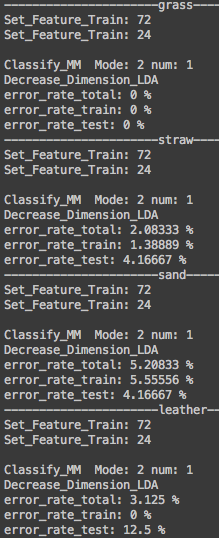 ----------------------grass----
Set_Feature_Train: 72
Set_Feature_Train: 24

Classify_MM  Mode: 2 num: 1
Decrease_Dimension_LDA
error_rate_total: 0 %
error_rate_train: 0 %
error_rate_test: 0 %
----------------------straw----
Set_Feature_Train: 72
Set_Feature_Train: 24

Classify_MM  Mode: 2 num: 1
Decrease_Dimension_LDA
error_rate_total: 2.08333 %
error_rate_train: 1.38889 %
error_rate_test: 4.16667 %
----------------------sand-----
Set_Feature_Train: 72
Set_Feature_Train: 24

Classify_MM  Mode: 2 num: 1
Decrease_Dimension_LDA
error_rate_total: 5.20833 %
error_rate_train: 5.55556 %
error_rate_test: 4.16667 %
----------------------leather--
Set_Feature_Train: 72
Set_Feature_Train: 24

Classify_MM  Mode: 2 num: 1
Decrease_Dimension_LDA
error_rate_total: 3.125 %
error_rate_train: 0 %
error_rate_test: 12.5 %